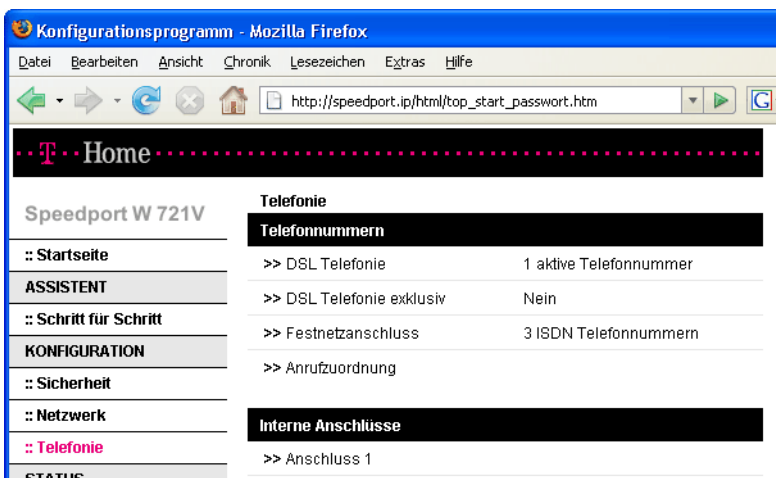 Konfigurationsprogramm - Mozilla Firefox
Datei Bearbeiten Ansicht Chronik Lesezeichen Extras Hilfe
http://speedport.ip/html/top_start_passwort.htm
G
T Home
Speedport W 721V
:: Startseite
ASSISTENT
:: Schritt für Schritt
KONFIGURATION
:: Sicherheit
:: Netzwerk
:: Telefonie
STATUS
Telefonie
Telefonnummern
>> DSL Telefonie 1 aktive Telefonnummer
>> DSL Telefonie exklusiv Nein
>> Festnetzanschluss 3 ISDN Telefonnummern
>> Anrufzuordnung
Interne Anschlüsse
>> Anschluss 1